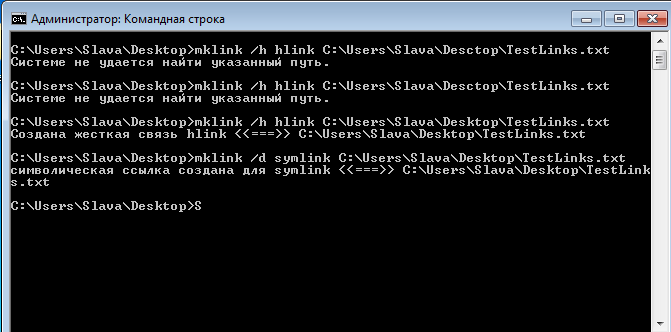 Администратор: Командная строка
C:\Users\Slava\Desktop>mklink /h hlink C:\Users\Slava\Desctop\TestLinks.txt
Системе не удается найти указанный путь.
C:\Users\Slava\Desktop>mklink /h hlink C:\Users\Slava\Desctop\TestLinks.txt
Системе не удается найти указанный путь.
C:\Users\Slava\Desktop>mklink /h hlink C:\Users\Slava\Desktop\TestLinks.txt
Создана жесткая связь hlink <<===>> C:\Users\Slava\Desktop\TestLinks.txt
C:\Users\Slava\Desktop>mklink /d symlink C:\Users\Slava\Desktop\TestLinks.txt
символическая ссылка создана для symlink <<===>> C:\Users\Slava\Desktop\TestLink
s.txt
C:\Users\Slava\Desktop>S